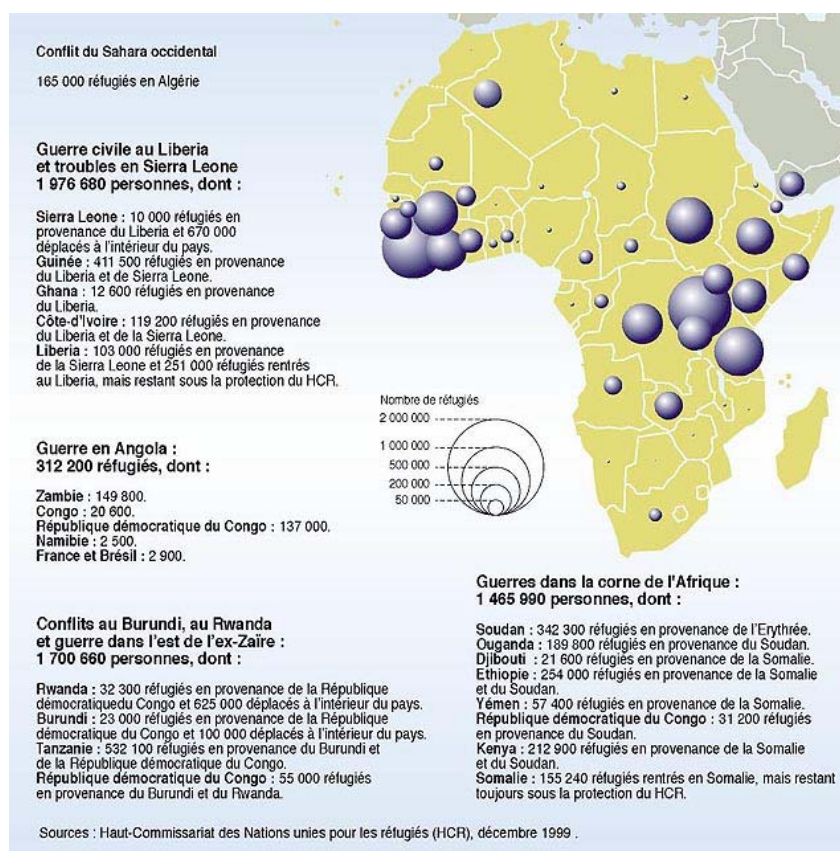 Conflit du Sahara occidental
165 000 réfugiés en Algérie
Guerre civile au Liberia
et troubles en Sierra Leone
1 976 680 personnes, dont :
Sierra Leone : 10 000 réfugiés en
provenance du Liberia et 670 000
déplacés à l'intérieur du pays.
Guinée : 411 500 réfugiés en provenance
du Liberia et de Sierra Leone.
Ghana : 12 600 réfugiés en provenance
du Liberia.
Côte-d'Ivoire : 119 200 réfugiés en provenance
du Liberia et de la Sierra Leone.
Liberia : 103 000 réfugiés en provenance
de la Sierra Leone et 251 000 réfugiés rentrés
au Liberia, mais restant sous la protection du HCR.
Nombre de réfugiés
2 000 000
1 000 000
500 000
200 000
50 000
Guerre en Angola :
312 200 réfugiés, dont :
Zambie : 149 800.
Congo : 20 600.
République démocratique du Congo : 137 000.
Namibie : 2 500.
France et Brésil : 2 900.
Conflits au Burundi, au Rwanda
et guerre dans l'est de l'ex-Zaïre :
1 700 660 personnes, dont :
Rwanda : 32 300 réfugiés en provenance de la République
démocratiquedu Congo et 625 000 déplacés à l'intérieur du pays.
Burundi : 23 000 réfugiés en provenance de la République
démocratique du Congo et 100 000 déplacés à l'intérieur du pays.
Tanzanie : 532 100 réfugiés en provenance du Burundi et
de la République démocratique du Congo.
République démocratique du Congo : 55 000 réfugiés
en provenance du Burundi et du Rwanda.
Guerres dans la corne de l'Afrique :
1 465 990 personnes, dont :
Soudan : 342 300 réfugiés en provenance de l'Erythrée.
Ouganda : 189 800 réfugiés en provenance du Soudan.
Djibouti : 21 600 réfugiés en provenance de la Somalie.
Ethiopie : 254 000 réfugiés en provenance de la Somalie
et du Soudan.
Yémen : 57 400 réfugiés en provenance de la Somalie.
République démocratique du Congo : 31 200 réfugiés
en provenance du Soudan.
Kenya : 212 900 réfugiés en provenance de la Somalie
et du Soudan.
Somalie : 155 240 réfugiés rentrés en Somalie, mais restant
toujours sous la protection du HCR.
Sources : Haut-Commissariat des Nations unies pour les réfugiés (HCR), décembre 1999 .